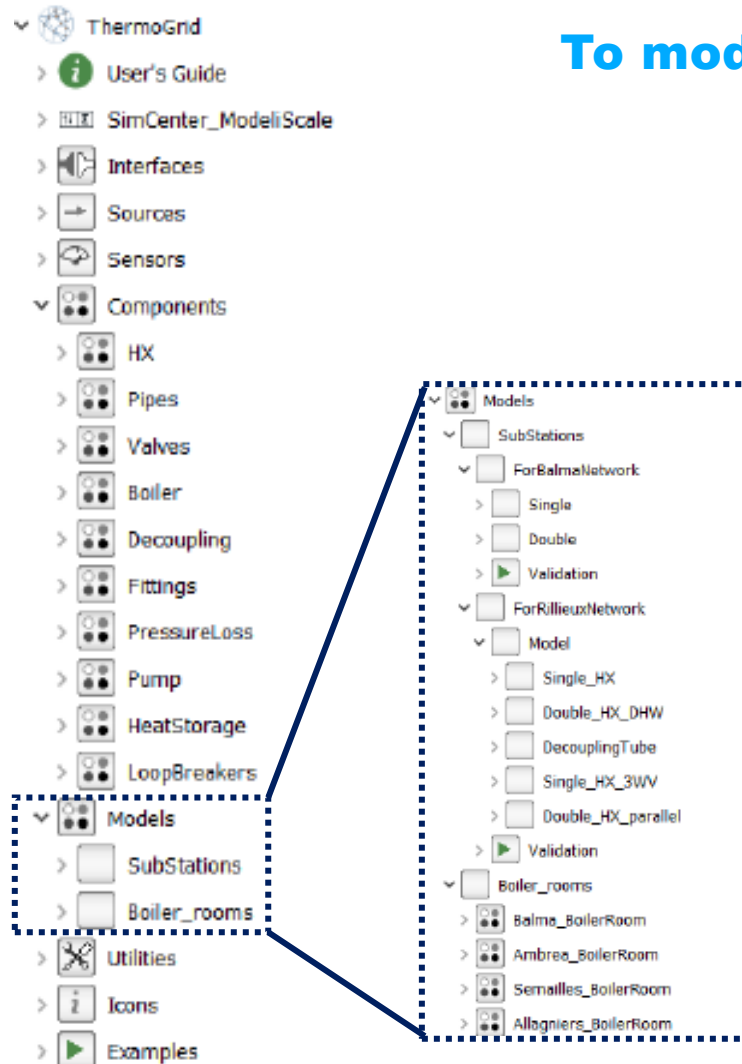 ThermoGrid
To mod
User's Guide
SimCenter_ModeliScale
Interfaces
Sources
Sensors
Components
HX
Pipes
Valves
Boiler
Decoupling
Fittings
PressureLoss
Pump
HeatStorage
LoopBreakers
Models
SubStations
Boiler_rooms
Utilities
Icons
Examples
Models
SubStations
ForBalmaNetwork
Single
Double
Validation
ForRillieuxNetwork
Model
Single_HX
Double_HX_DHW
DecouplingTube
Single_HX_3WV
Double_HX_parallel
Validation
Boiler_rooms
Balma_BoilerRoom
Ambrea_BoilerRoom
Semailles_BoilerRoom
Allagniers_BoilerRoom